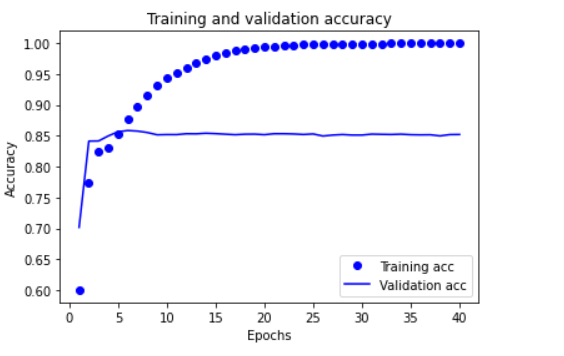 Training and validation accuracy
1.00
0.95
0.90
0.85
0.80
0.75
0.70
0.65
0.60
Accuracy
Training acc
Validation acc
0 5 10 15 20 25 30 35 40
Epochs